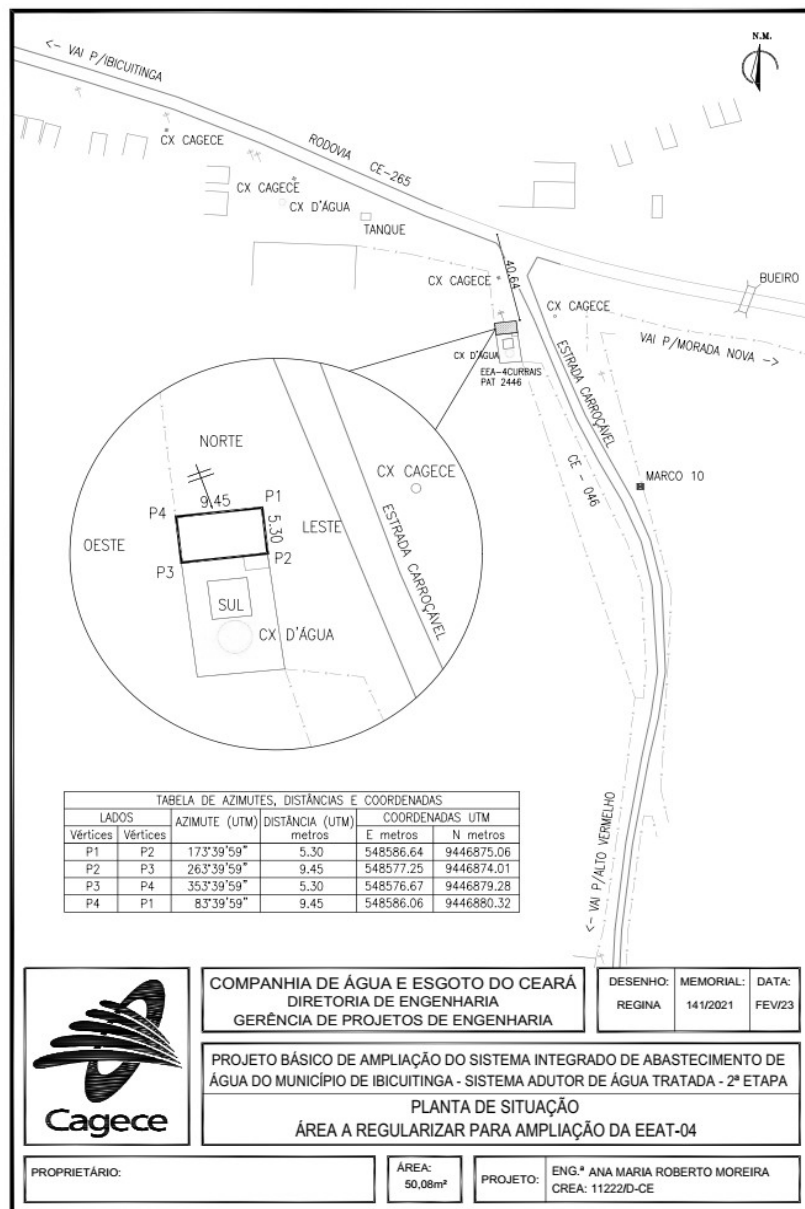 N.M.
<- VAI P/IBICUITINGA
CX CAGECE
RODOVIA CE-265
CX CAGECE
CX D'ÁGUA
TANQUE
40.64
CX CAGECE
BUEIRO
CX CAGECE
VAI P/MORADA NOVA ->
CX D'ÁGUA
EEA-4CURRAIS
PAT 2446
ESTRADA CARROÇÁVEL
CE - 046
MARCO 10
NORTE
CX CAGECE
9.45
P1
P4
5.30
LESTE
OESTE
P2
P3
ESTRADA CARROÇÁVEL
SUL
CX D'ÁGUA
<- VAI P/ALTO VERMELHO
TABELA DE AZIMUTES, DISTÂNCIAS E COORDENADAS
LADOS AZIMUTE (UTM) DISTÂNCIA (UTM) metros COORDENADAS UTM
Vértices Vértices E metros N metros
P1 P2 173°39'59" 5.30 548586.64 9446875.06
P2 P3 263°39'59" 9.45 548577.25 9446874.01
P3 P4 353°39'59" 5.30 548576.67 9446879.28
P4 P1 83°39'59" 9.45 548586.06 9446880.32
Cagece
COMPANHIA DE ÁGUA E ESGOTO DO CEARÁ
DIRETORIA DE ENGENHARIA
GERÊNCIA DE PROJETOS DE ENGENHARIA
DESENHO: MEMORIAL: DATA:
REGINA 141/2021 FEV/23
PROJETO BÁSICO DE AMPLIAÇÃO DO SISTEMA INTEGRADO DE ABASTECIMENTO DE
ÁGUA DO MUNICÍPIO DE IBICUITINGA - SISTEMA ADUTOR DE ÁGUA TRATADA - 2ª ETAPA
PLANTA DE SITUAÇÃO
ÁREA A REGULARIZAR PARA AMPLIAÇÃO DA EEAT-04
PROPRIETÁRIO:
ÁREA:
50,08m²
PROJETO:
ENG.ª ANA MARIA ROBERTO MOREIRA
CREA: 11222/D-CE